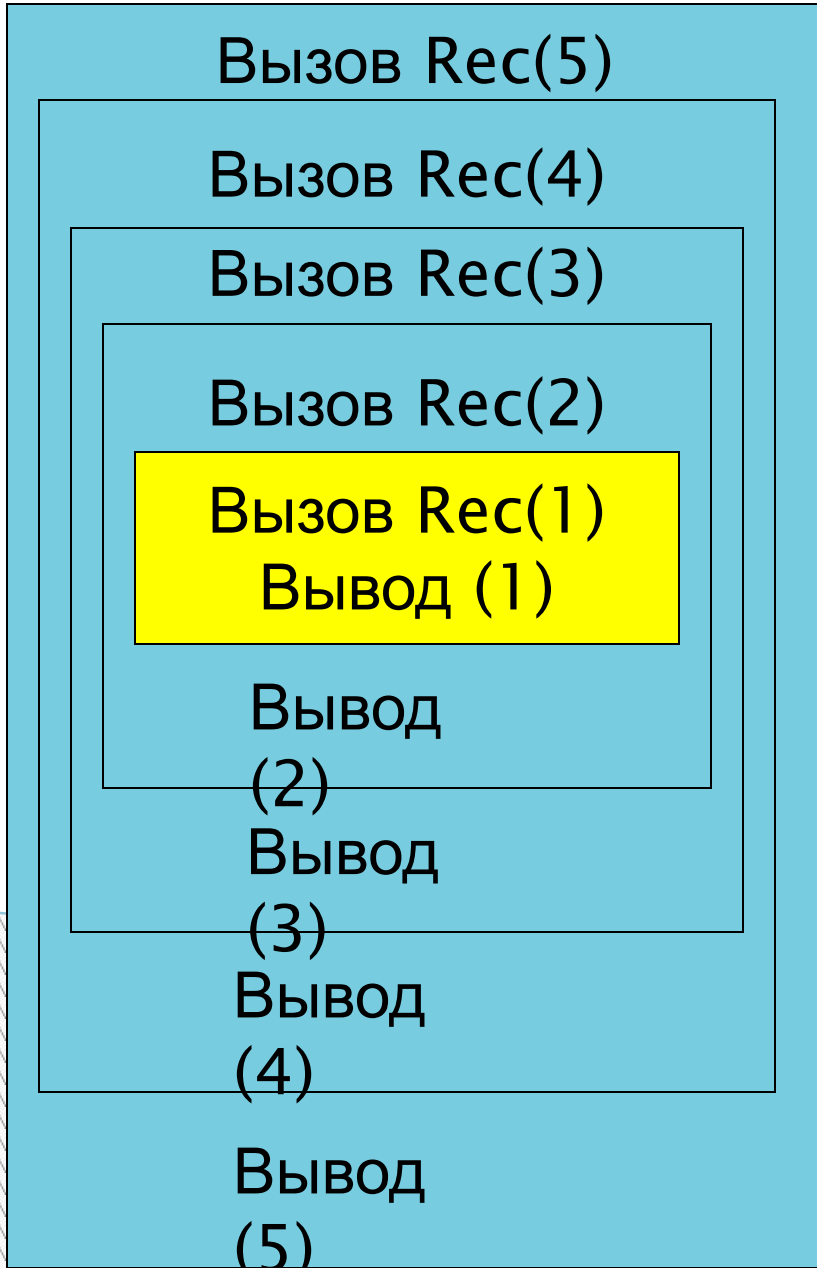 Вызов Rec(5)
Вызов Rec(4)
Вызов Rec(3)
Вызов Rec(2)
Вызов Rec(1)
Вывод (1)
Вывод
(2)
Вывод
(3)
Вывод
(4)
Вывод
(5)